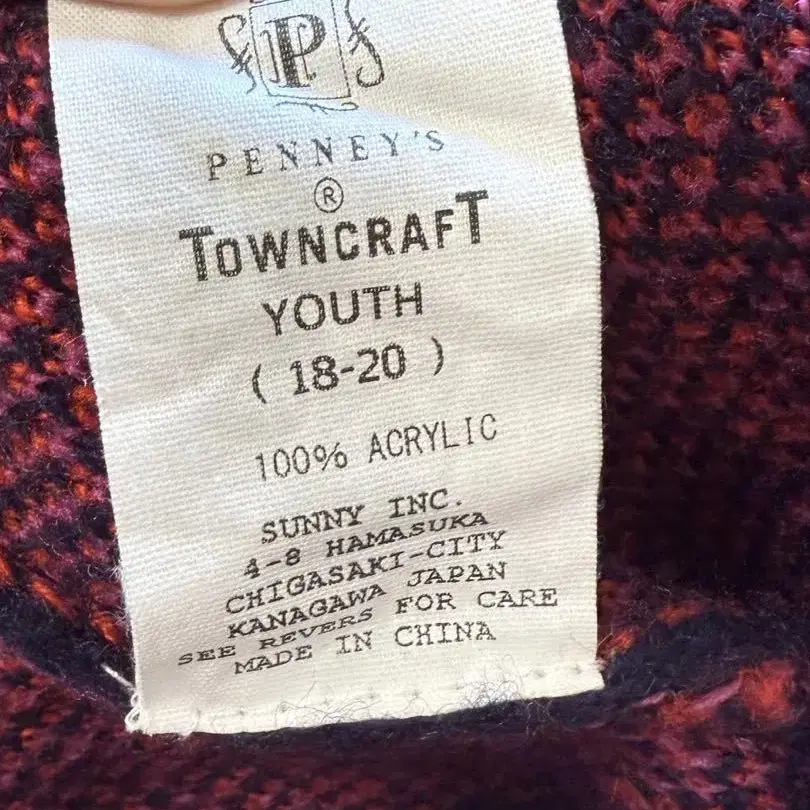 P
PENNEY'S
®
TOWNCRAFT
YOUTH
( 18-20 )
100% ACRYLIC
SUNNY INC.
4-8 HAMASUKA
CHIGASAKI-CITY
KANAGAWA JAPAN
SEE REVERS FOR CARE
MADE IN CHINA